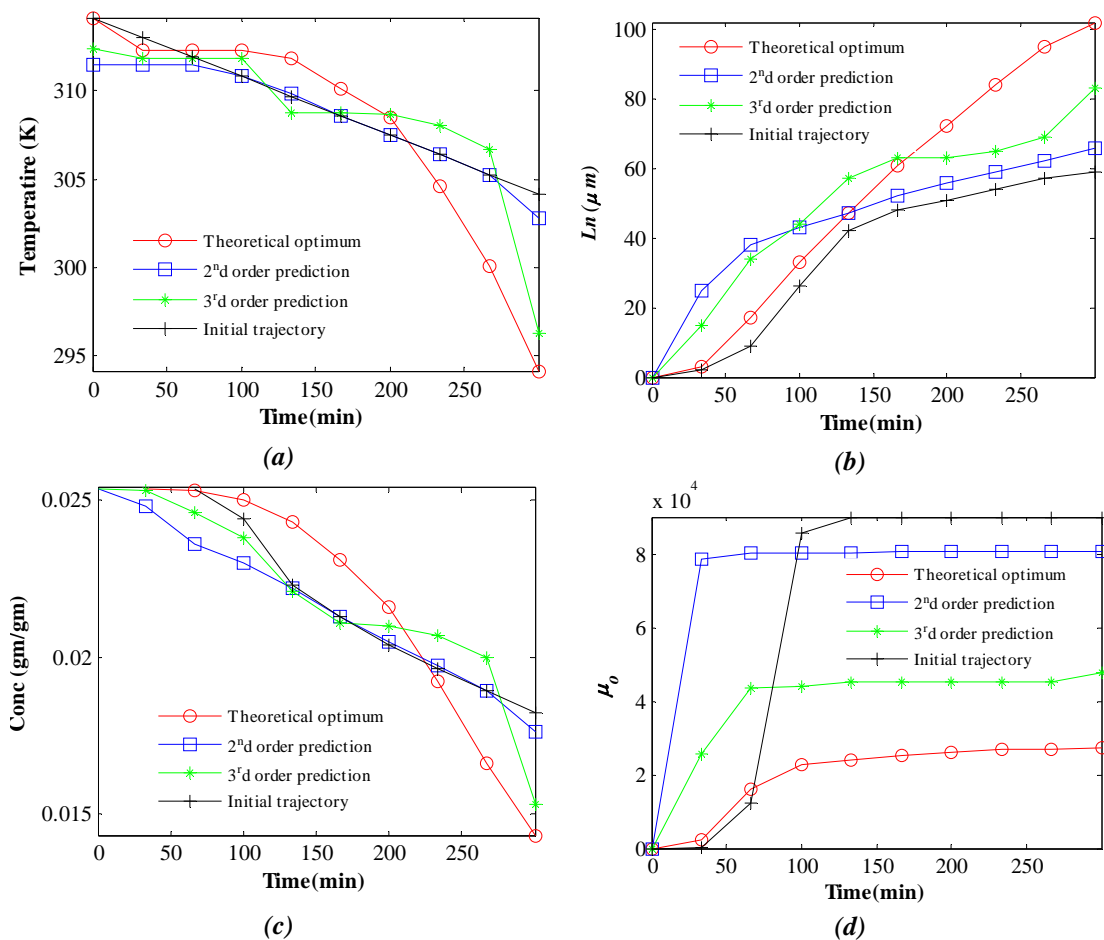 310
305
300
295
Temperatire (K)
Theoretical optimum
2ⁿd order prediction
3ʳd order prediction
Initial trajectory
0 50 100 150 200 250
Time(min)
(a)
100
80
60
40
20
0
Ln (μ m)
Theoretical optimum
2ⁿd order prediction
3ʳd order prediction
Initial trajectory
0 50 100 150 200 250
Time(min)
(b)
0.025
0.02
0.015
Conc (gm/gm)
Theoretical optimum
2ⁿd order prediction
3ʳd order prediction
Initial trajectory
0 50 100 150 200 250
Time(min)
(c)
x 10⁴
8
6
4
2
0
μₒ
Theoretical optimum
2ⁿd order prediction
3ʳd order prediction
Initial trajectory
0 50 100 150 200 250
Time(min)
(d)